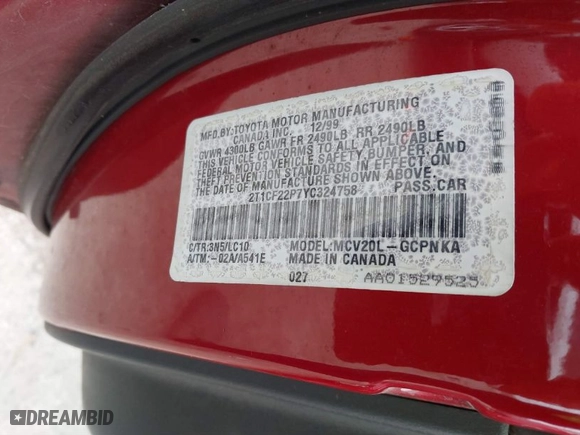 MFD.BY:TOYOTA MOTOR MANUFACTURING
CANADA INC. 12/99
GVWR 4380LB GAWR FR 2490LB RR 2490LB
THIS VEHICLE CONFORMS TO ALL APPLICABLE
FEDERAL MOTOR VEHICLE SAFETY, BUMPER, AND
THEFT PREVENTION STANDARDS IN EFFECT ON
THE DATE OF MANUFACTURE SHOWN ABOVE.
2T1CF22P7YC324758 PASS.CAR
C/TR:3N5/LC10 MODEL:MCV20L-GCPNKA
A/TM:-02A/A541E MADE IN CANADA
027 AA01529525
DREAMBID